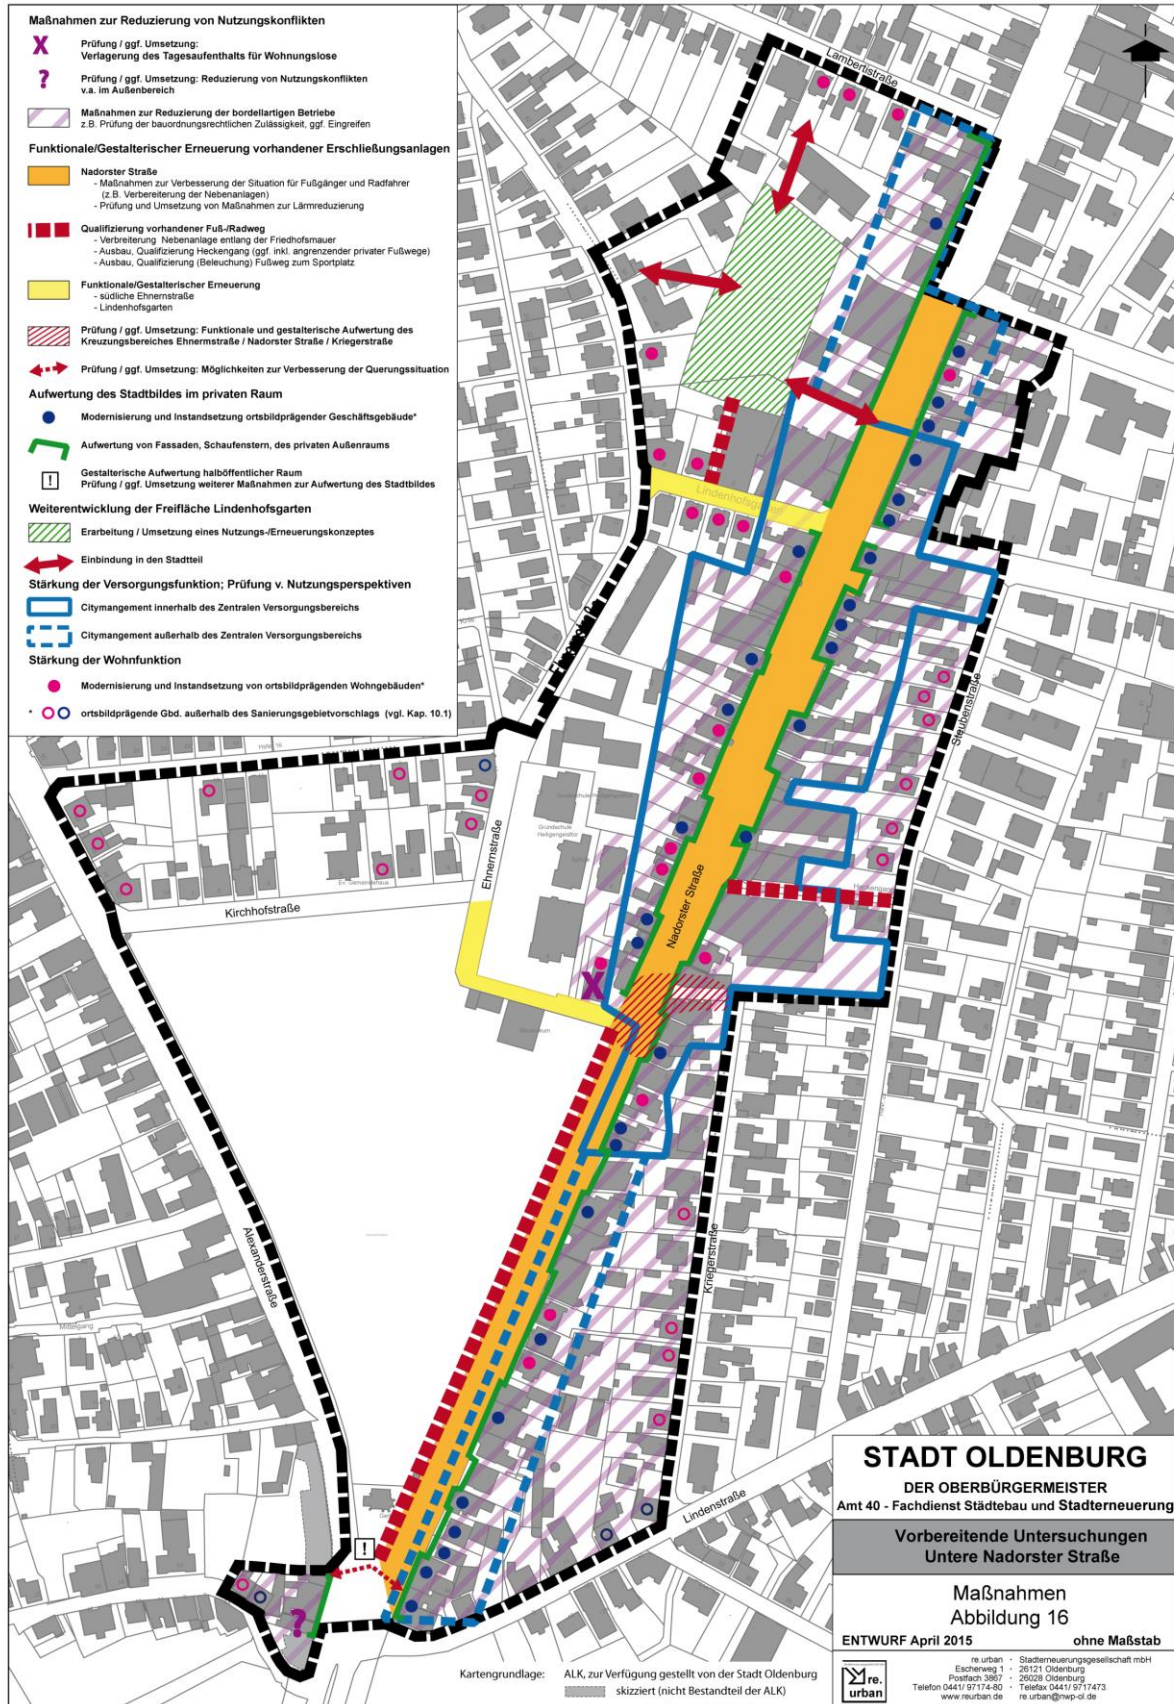 Maßnahmen zur Reduzierung von Nutzungskonflikten
X
Prüfung / ggf. Umsetzung:
Verlagerung des Tagesaufenthalts für Wohnungslose
?
Prüfung / ggf. Umsetzung: Reduzierung von Nutzungskonflikten
v.a. im Außenbereich
Maßnahmen zur Reduzierung der bordellartigen Betriebe
z.B. Prüfung der bauordnungsrechtlichen Zulässigkeit, ggf. Eingreifen
Funktionale/Gestalterischer Erneuerung vorhandener Erschließungsanlagen
Nadorster Straße
- Maßnahmen zur Verbesserung der Situation für Fußgänger und Radfahrer
(z.B. Verbreiterung der Nebenanlagen)
- Prüfung und Umsetzung von Maßnahmen zur Lärmreduzierung
Qualifizierung vorhandener Fuß-/Radweg
- Verbreiterung Nebenanlage entlang der Friedhofsmauer
- Ausbau, Qualifizierung Heckengang (ggf. inkl. angrenzender privater Fußwege)
- Ausbau, Qualifizierung (Beleuchung) Fußweg zum Sportplatz
Funktionale/Gestalterischer Erneuerung
- südliche Ehnernstraße
- Lindenhofsgarten
Prüfung / ggf. Umsetzung: Funktionale und gestalterische Aufwertung des
Kreuzungsbereiches Ehnermstraße / Nadorster Straße / Kriegerstraße
Prüfung / ggf. Umsetzung: Möglichkeiten zur Verbesserung der Querungssituation
Aufwertung des Stadtbildes im privaten Raum
Modernisierung und Instandsetzung ortsbildprägender Geschäftsgebäude*
Aufwertung von Fassaden, Schaufenstern, des privaten Außenraums
!
Gestalterische Aufwertung halböffentlicher Raum
Prüfung / ggf. Umsetzung weiterer Maßnahmen zur Aufwertung des Stadtbildes
Weiterentwicklung der Freifläche Lindenhofsgarten
Erarbeitung / Umsetzung eines Nutzungs-/Erneuerungskonzeptes
Einbindung in den Stadtteil
Stärkung der Versorgungsfunktion; Prüfung v. Nutzungsperspektiven
Citymangement innerhalb des Zentralen Versorgungsbereichs
Citymangement außerhalb des Zentralen Versorgungsbereichs
Stärkung der Wohnfunktion
Modernisierung und Instandsetzung von ortsbildprägenden Wohngebäuden*
* ortsbildprägende Gbd. außerhalb des Sanierungsgebietvorschlags (vgl. Kap. 10.1)
Lambertistraße
Lindenhofsgarten
Steubenstraße
Grundschule
Heiligengeisttor
Ehnernstraße
Ev. Gemeindehaus
Kirchhofstraße
Nadorster Straße
Heckengang
X
Alexanderstraße
Kriegerstraße
Mittelgang
Lindenstraße
!
?
STADT OLDENBURG
DER OBERBÜRGERMEISTER
Amt 40 - Fachdienst Städtebau und Stadterneuerung
Vorbereitende Untersuchungen
Untere Nadorster Straße
Maßnahmen
Abbildung 16
ENTWURF April 2015 ohne Maßstab
re.urban
re.urban - Stadterneuerungsgesellschaft mbH
Escherweg 1 - 26121 Oldenburg
Postfach 3867 - 26028 Oldenburg
Telefon 0441/ 97174-80 - Telefax 0441/ 9717473
www.reurban.de re.urban@nwp-ol.de
Kartengrundlage: ALK, zur Verfügung gestellt von der Stadt Oldenburg
skizziert (nicht Bestandteil der ALK)